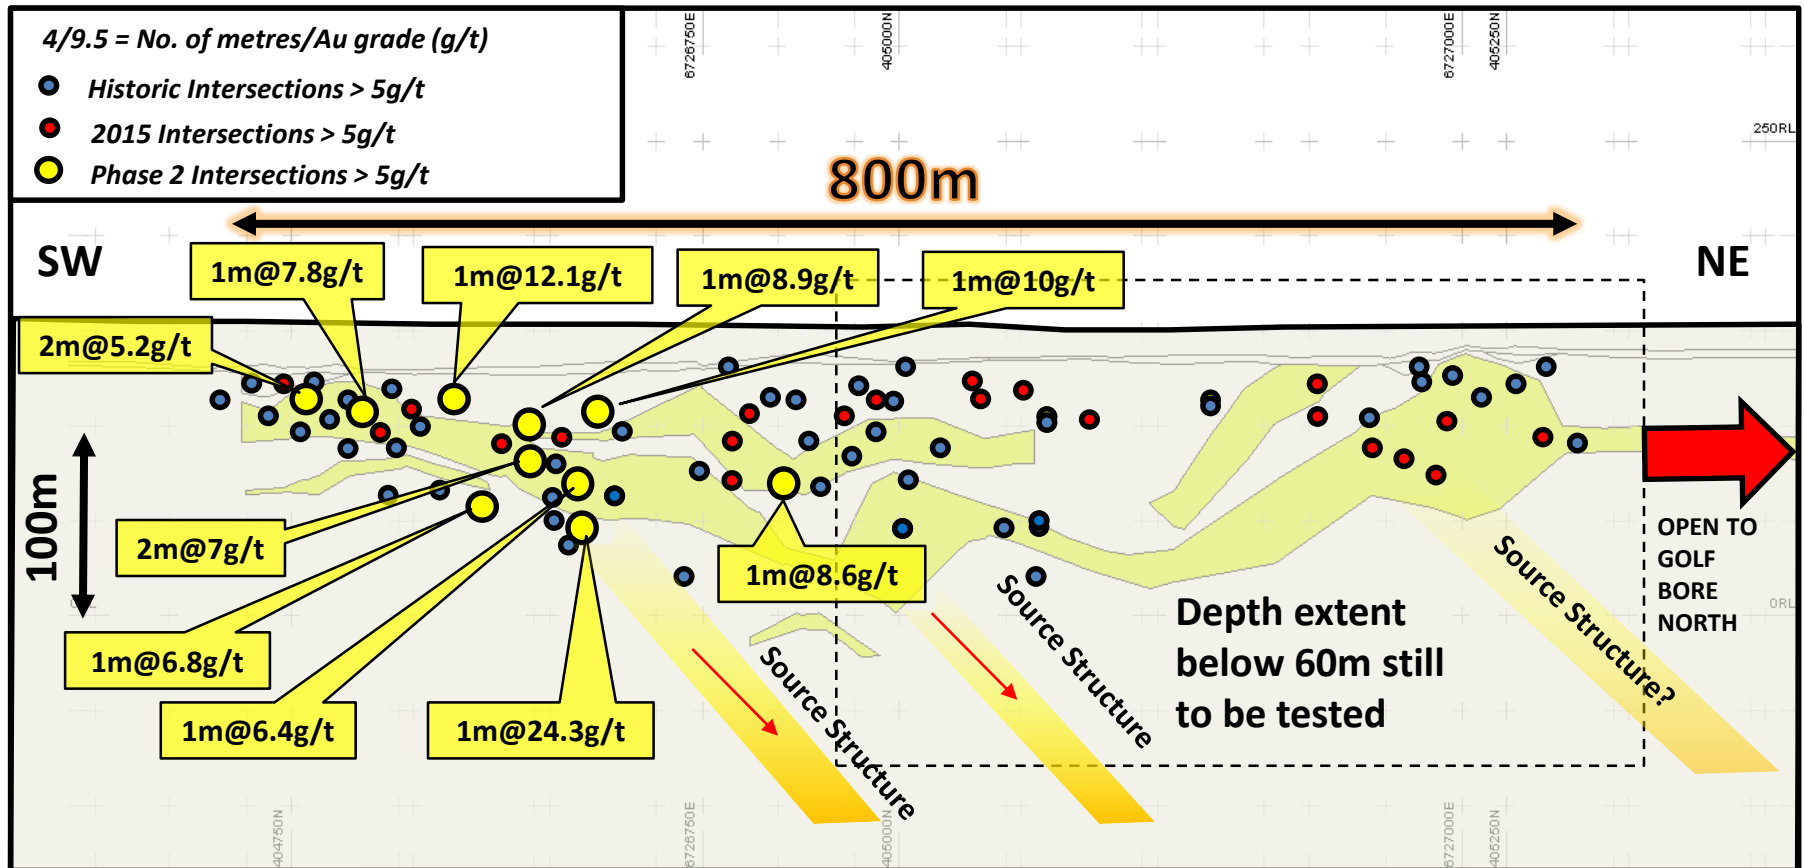 4/9.5 = No. of metres/Au grade (g/t)
Historic Intersections > 5g/t
2015 Intersections > 5g/t
Phase 2 Intersections > 5g/t
6726750E
405000N
6727000E
405250N
250RL
800m
SW
NE
1m@7.8g/t
1m@12.1g/t
1m@8.9g/t
1m@10g/t
2m@5.2g/t
100m
2m@7g/t
1m@8.6g/t
1m@6.8g/t
1m@6.4g/t
1m@24.3g/t
Source Structure
Source Structure
Source Structure?
Depth extent
below 60m still
to be tested
OPEN TO
GOLF
BORE
NORTH
0RL
404750N
6726750E
405000N
6727000E
405250N